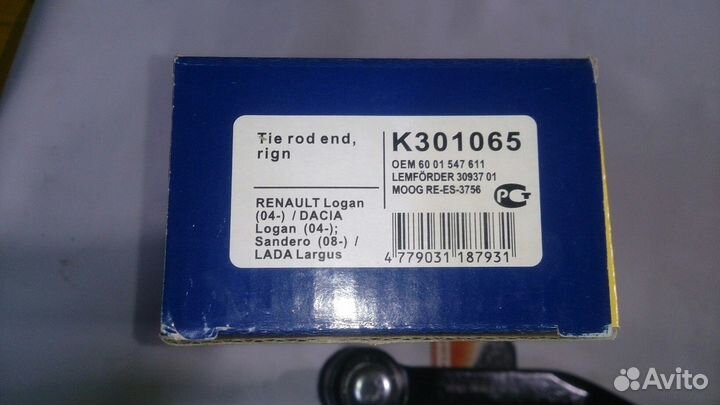 Tie rod end,
rign
RENAULT Logan
(04-) / DACIA
Logan (04-);
Sandero (08-) /
LADA Largus
K301065
OEM 60 01 547 611
LEMFÖRDER 30937 01
MOOG RE-ES-3756
РСТ
4 779031 187931
Avito